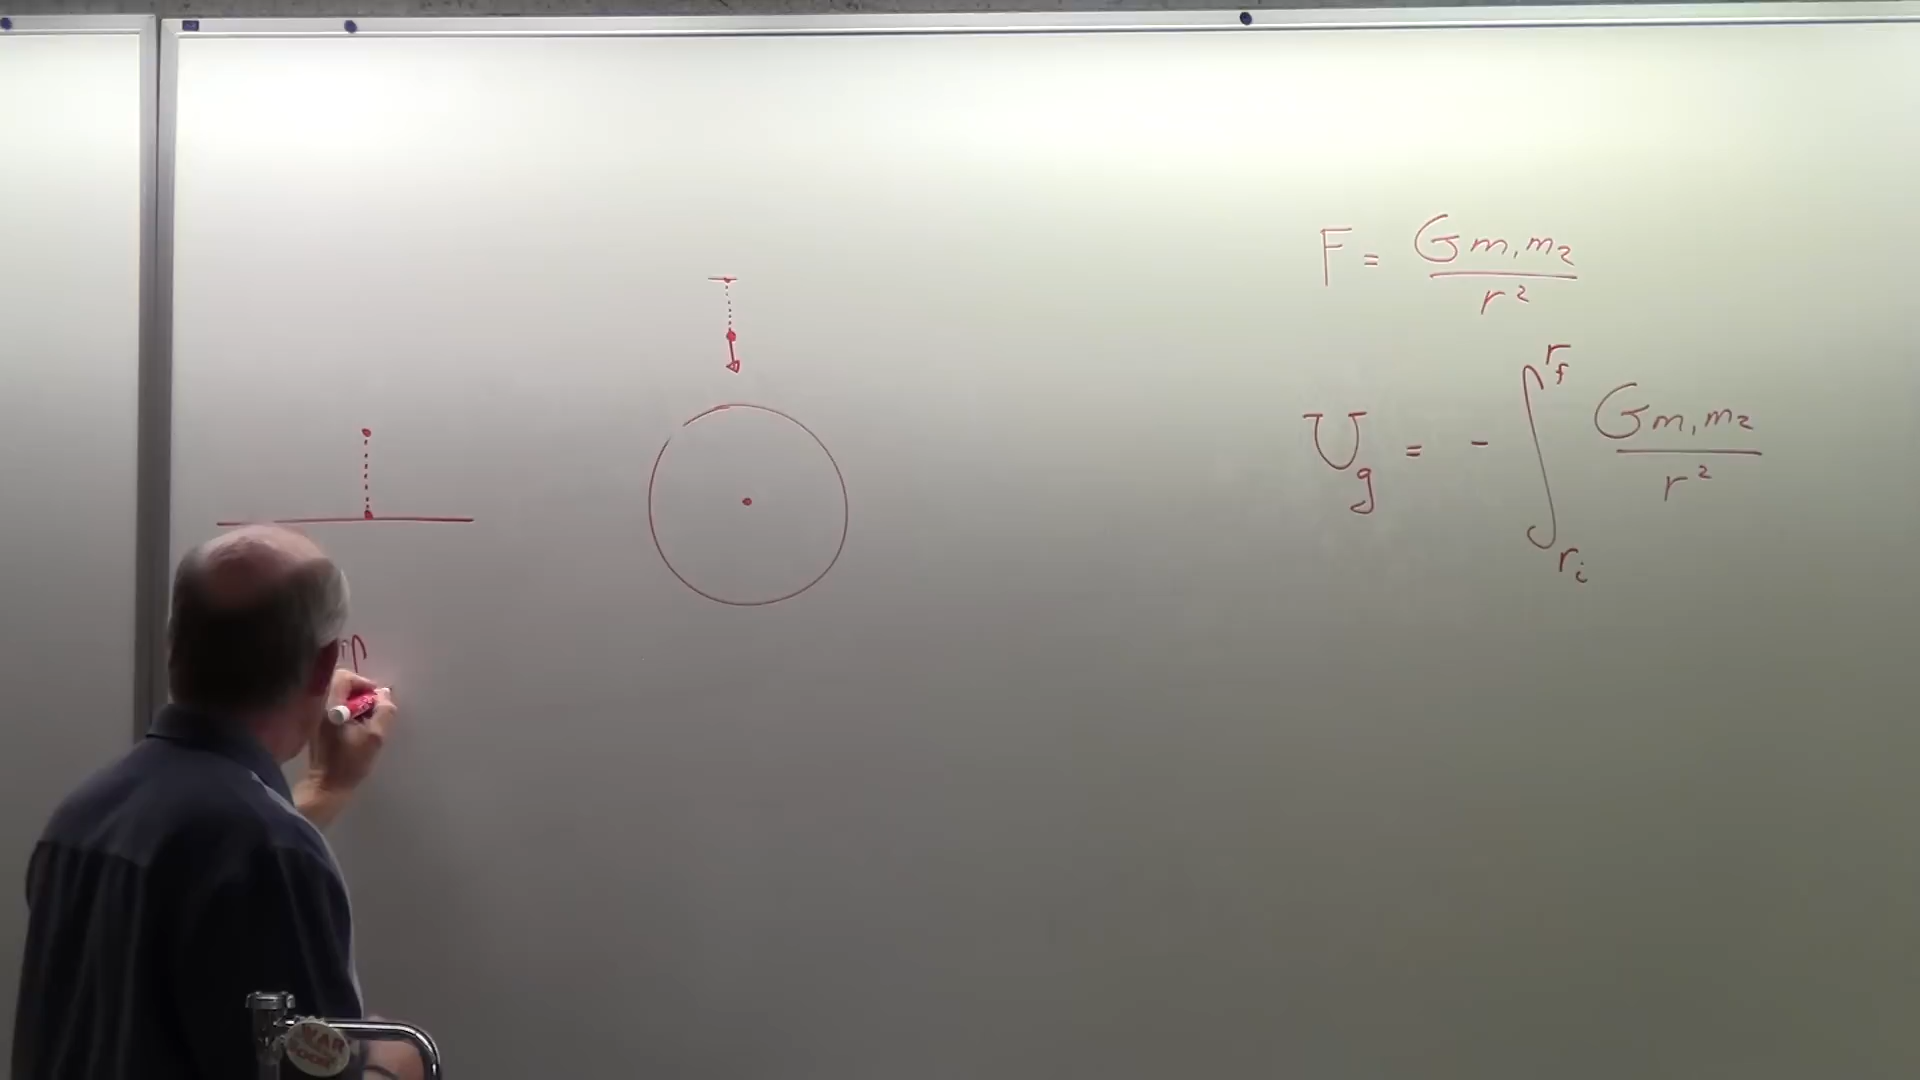 F = Gm₁m₂ / r²
U_g = - ∫_{r_i}^{r_f} Gm₁m₂ / r²